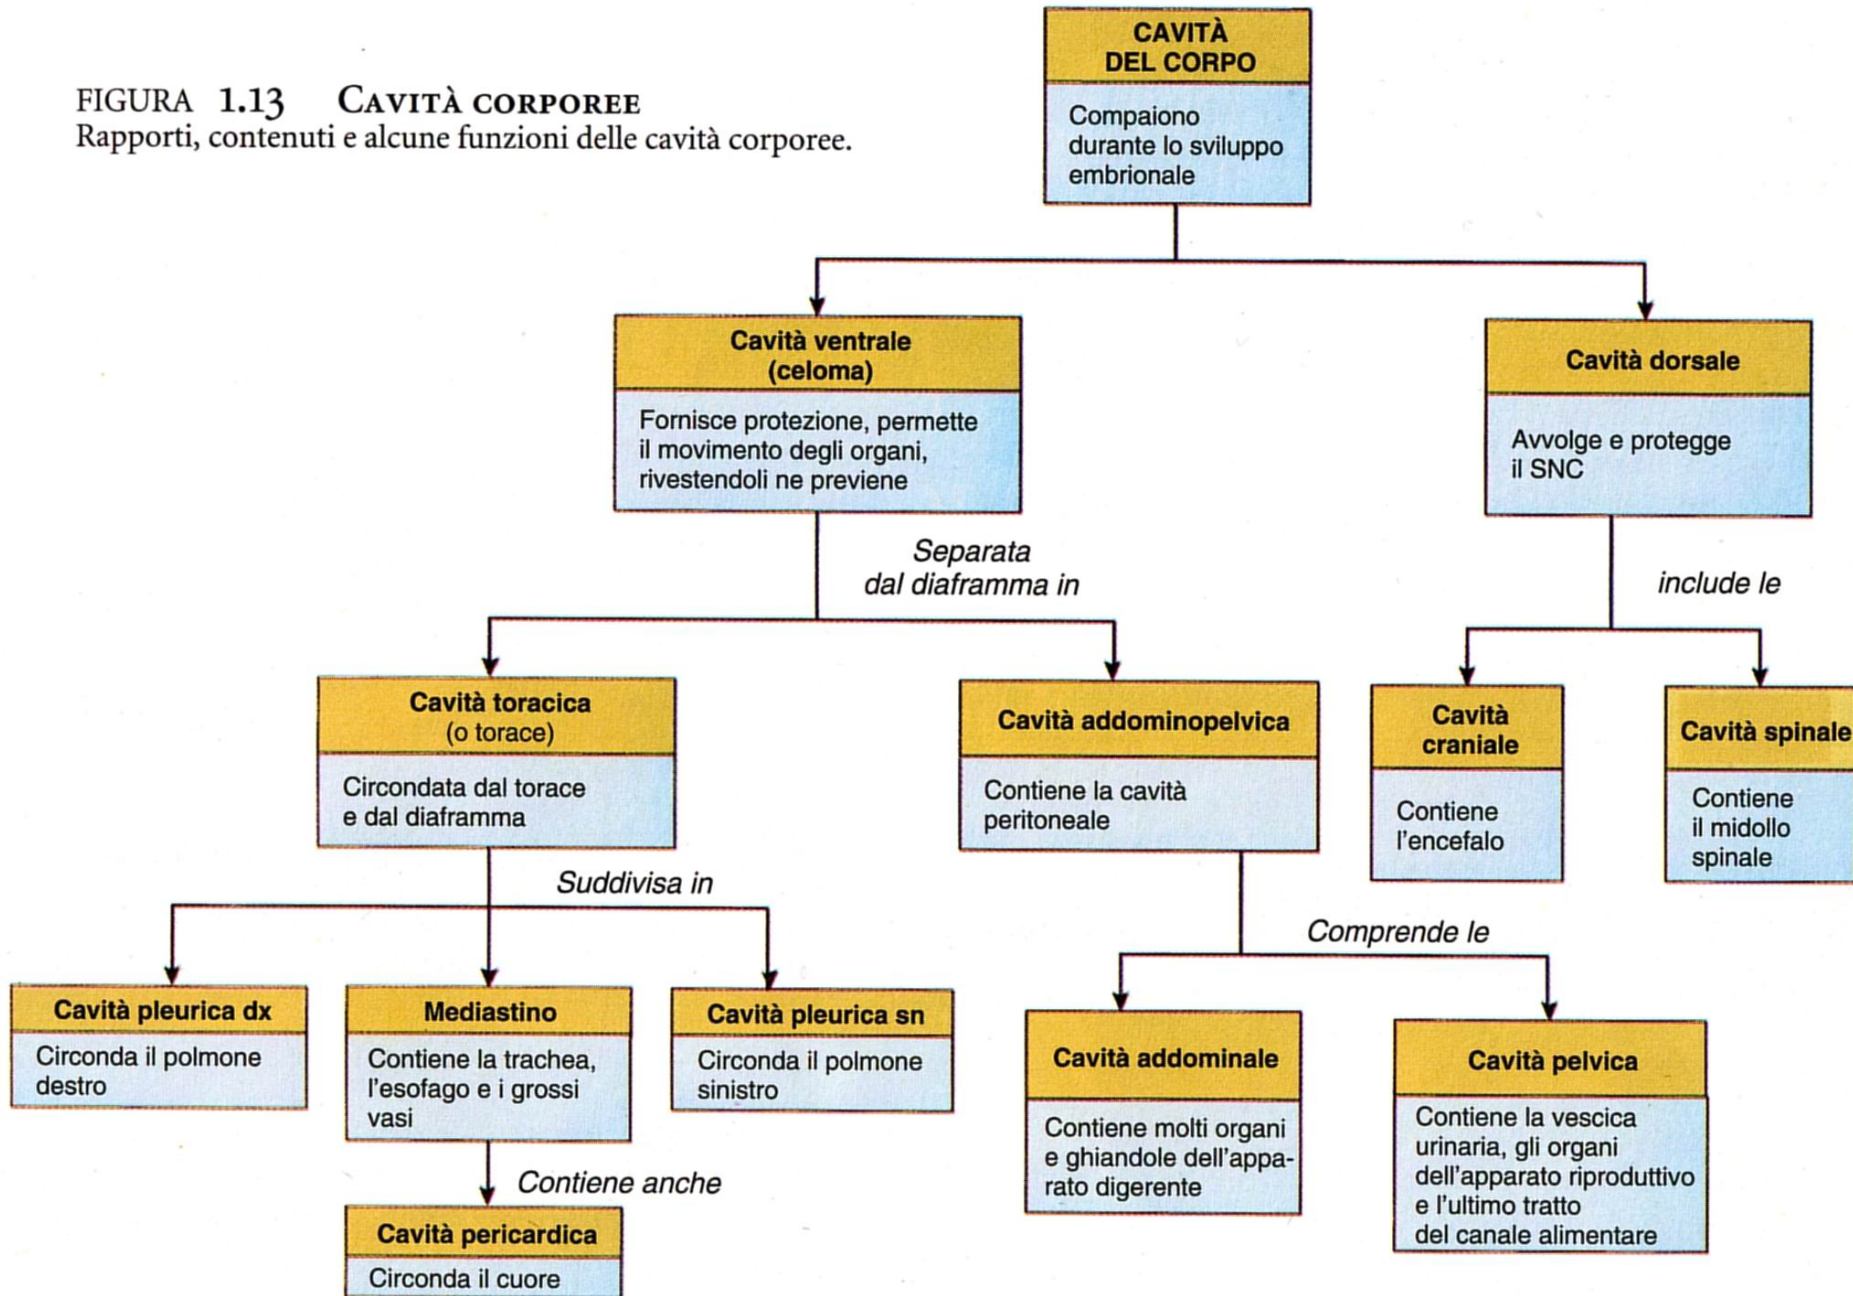 FIGURA 1.13 CAVITÀ CORPOREE
Rapporti, contenuti e alcune funzioni delle cavità corporee.
CAVITÀ
DEL CORPO
Compaiono
durante lo sviluppo
embrionale
Cavità ventrale
(celoma)
Fornisce protezione, permette
il movimento degli organi,
rivestendoli ne previene
Cavità dorsale
Avvolge e protegge
il SNC
Separata
dal diaframma in
include le
Cavità toracica
(o torace)
Circondata dal torace
e dal diaframma
Cavità addominopelvica
Contiene la cavità
peritoneale
Cavità
craniale
Contiene
l'encefalo
Cavità spinale
Contiene
il midollo
spinale
Suddivisa in
Comprende le
Cavità pleurica dx
Circonda il polmone
destro
Mediastino
Contiene la trachea,
l'esofago e i grossi
vasi
Cavità pleurica sn
Circonda il polmone
sinistro
Cavità addominale
Contiene molti organi
e ghiandole dell'appa-
rato digerente
Cavità pelvica
Contiene la vescica
urinaria, gli organi
dell'apparato riproduttivo
e l'ultimo tratto
del canale alimentare
Contiene anche
Cavità pericardica
Circonda il cuore